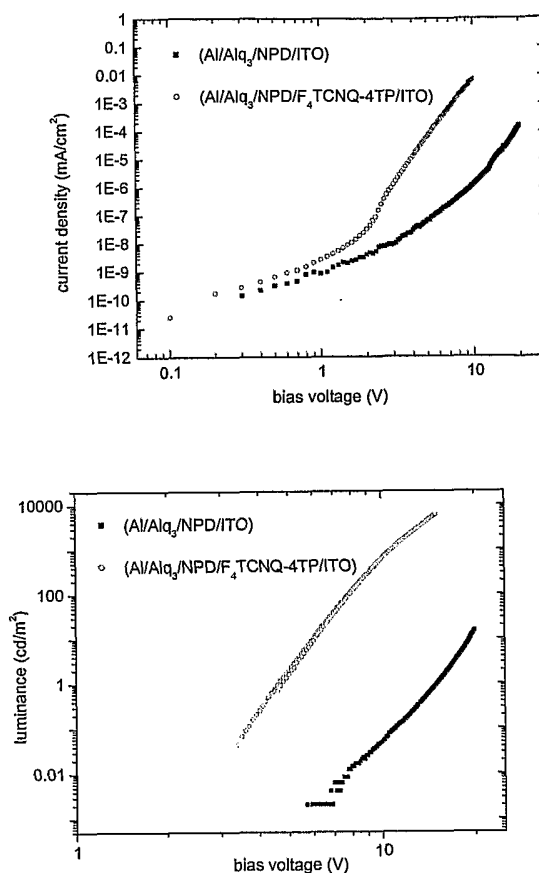 1
0.1
0.01
1E-3
1E-4
1E-5
1E-6
1E-7
1E-8
1E-9
1E-10
1E-11
1E-12
current density (mA/cm²)
(Al/Alq₃/NPD/ITO)
(Al/Alq₃/NPD/F₄TCNQ-4TP/ITO)
0.1 1 10
bias voltage (V)
10000
100
1
0.01
luminance (cd/m²)
(Al/Alq₃/NPD/ITO)
(Al/Alq₃/NPD/F₄TCNQ-4TP/ITO)
1 10
bias voltage (V)